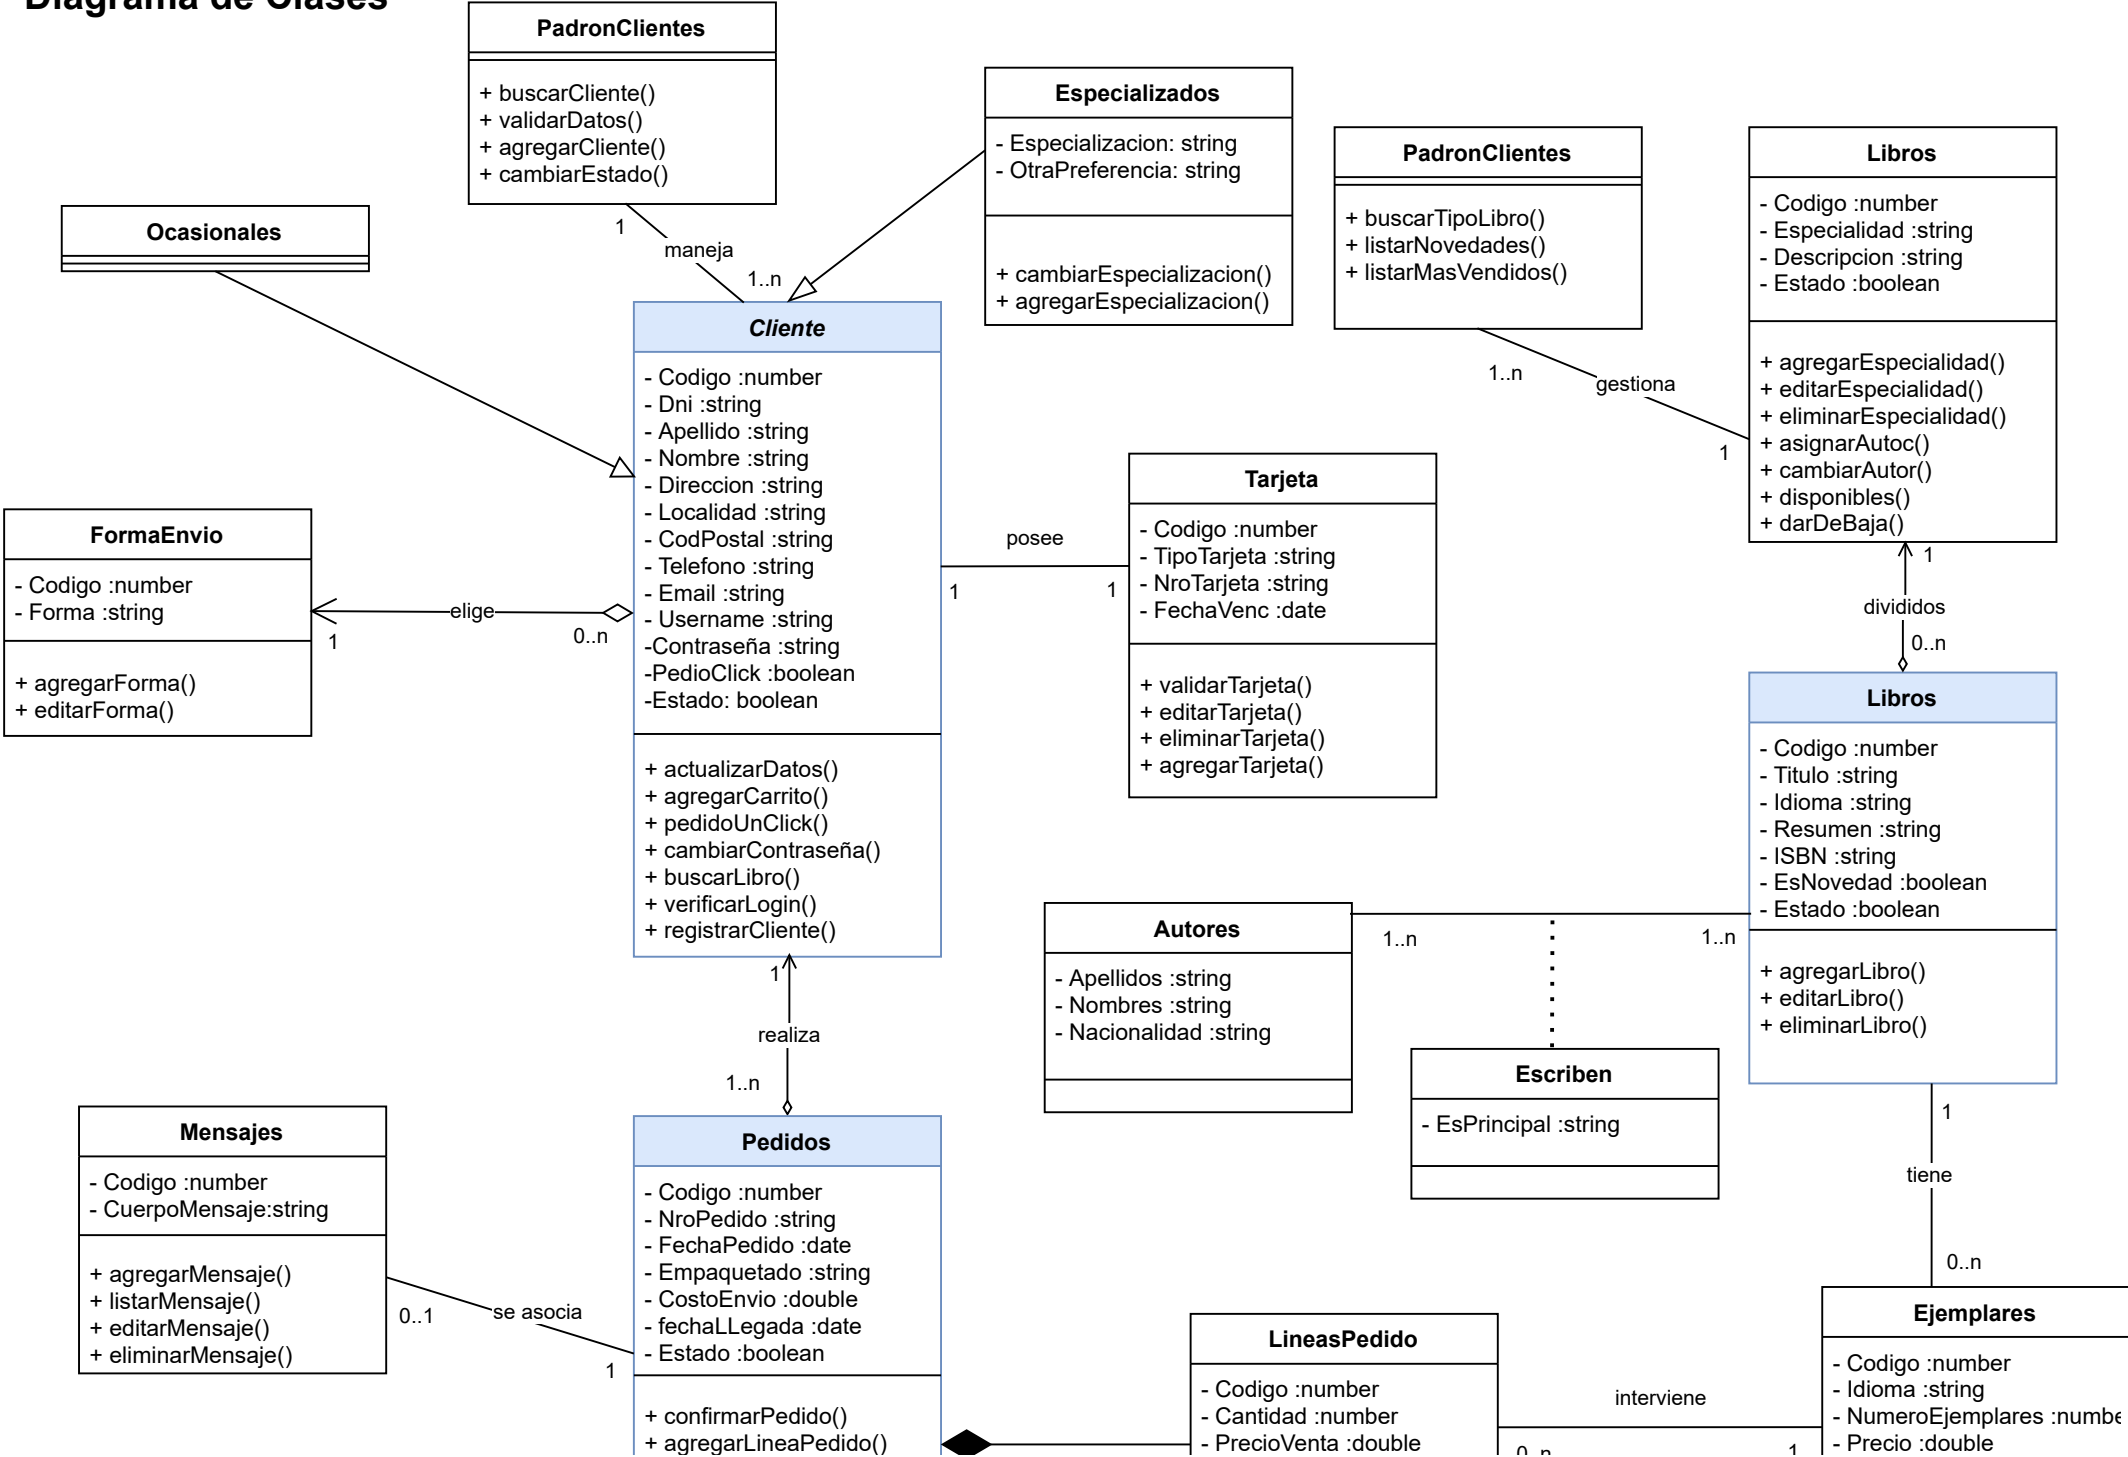 Diagrama de Clases
PadronClientes
+ buscarCliente()
+ validarDatos()
+ agregarCliente()
+ cambiarEstado()
Especializados
- Especializacion: string
- OtraPreferencia: string
+ cambiarEspecializacion()
+ agregarEspecializacion()
PadronClientes
+ buscarTipoLibro()
+ listarNovedades()
+ listarMasVendidos()
Libros
- Codigo :number
- Especialidad :string
- Descripcion :string
- Estado :boolean
+ agregarEspecialidad()
+ editarEspecialidad()
+ eliminarEspecialidad()
+ asignarAutoc()
+ cambiarAutor()
+ disponibles()
+ darDeBaja()
Ocasionales
1
maneja
1..n
1..n
gestiona
1
Cliente
- Codigo :number
- Dni :string
- Apellido :string
- Nombre :string
- Direccion :string
- Localidad :string
- CodPostal :string
- Telefono :string
- Email :string
- Username :string
-Contraseña :string
-PedioClick :boolean
-Estado: boolean
+ actualizarDatos()
+ agregarCarrito()
+ pedidoUnClick()
+ cambiarContraseña()
+ buscarLibro()
+ verificarLogin()
+ registrarCliente()
FormaEnvio
- Codigo :number
- Forma :string
+ agregarForma()
+ editarForma()
1
elige
0..n
posee
1
1
Tarjeta
- Codigo :number
- TipoTarjeta :string
- NroTarjeta :string
- FechaVenc :date
+ validarTarjeta()
+ editarTarjeta()
+ eliminarTarjeta()
+ agregarTarjeta()
1
divididos
0..n
Libros
- Codigo :number
- Titulo :string
- Idioma :string
- Resumen :string
- ISBN :string
- EsNovedad :boolean
- Estado :boolean
+ agregarLibro()
+ editarLibro()
+ eliminarLibro()
Autores
- Apellidos :string
- Nombres :string
- Nacionalidad :string
1..n
1..n
Escriben
- EsPrincipal :string
1
realiza
1..n
1
tiene
0..n
Mensajes
- Codigo :number
- CuerpoMensaje:string
+ agregarMensaje()
+ listarMensaje()
+ editarMensaje()
+ eliminarMensaje()
0..1
se asocia
1
Pedidos
- Codigo :number
- NroPedido :string
- FechaPedido :date
- Empaquetado :string
- CostoEnvio :double
- fechaLLegada :date
- Estado :boolean
+ confirmarPedido()
+ agregarLineaPedido()
LineasPedido
- Codigo :number
- Cantidad :number
- PrecioVenta :double
interviene
0..n
1
Ejemplares
- Codigo :number
- Idioma :string
- NumeroEjemplares :numbe
- Precio :double